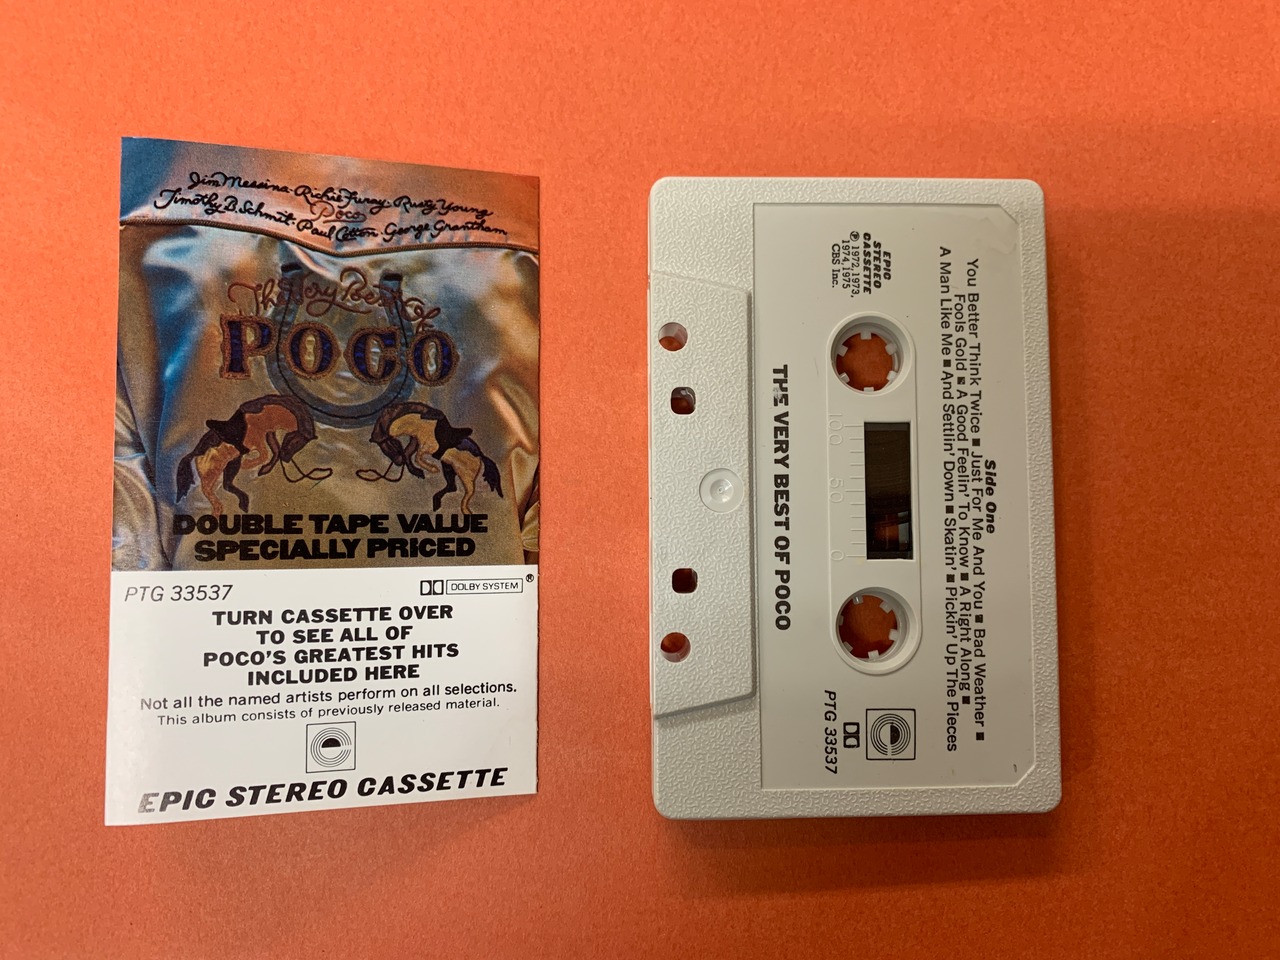 Jim Messina · Richie Furay · Rusty Young
Timothy B. Schmit · Poco
Paul Cotton · George Grantham
The Very Best Of
POCO
DOUBLE TAPE VALUE
SPECIALLY PRICED
PTG 33537
DOLBY SYSTEM ®
TURN CASSETTE OVER
TO SEE ALL OF
POCO'S GREATEST HITS
INCLUDED HERE
Not all the named artists perform on all selections.
This album consists of previously released material.
EPIC STEREO CASSETTE
Side One
You Better Think Twice ■ Just For Me And You ■ Bad Weather ■
Fools Gold ■ A Good Feelin' To Know ■ A Right Along ■
A Man Like Me ■ And Settlin' Down ■ Skatin' ■ Pickin' Up The Pieces
EPIC
STEREO
CASSETTE
℗ 1972, 1973,
1974, 1975
CBS Inc.
100 50 0
PTG 33537
THE VERY BEST OF POCO